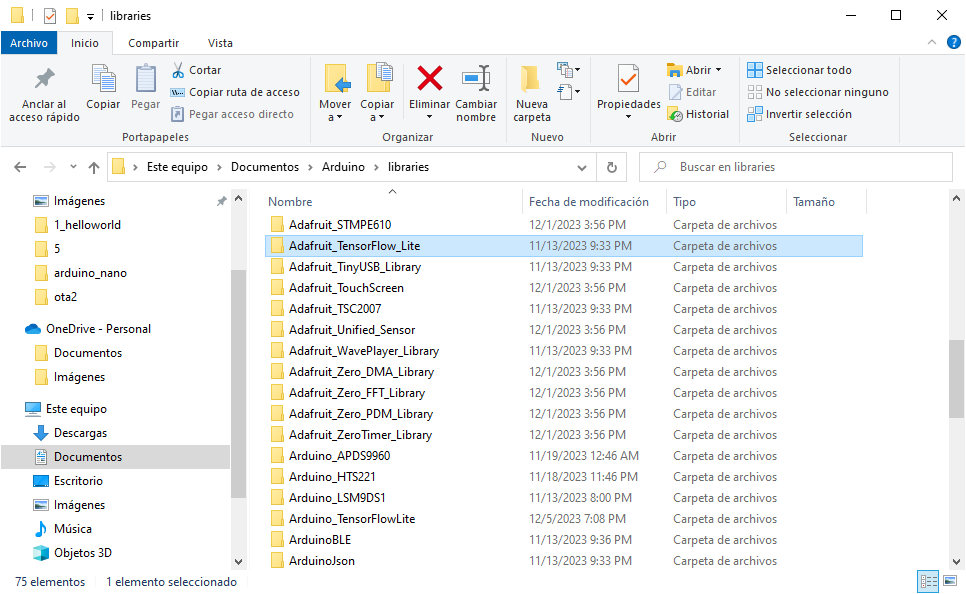 libraries
Archivo Inicio Compartir Vista
Anclar al acceso rápido
Copiar
Pegar
Cortar
Copiar ruta de acceso
Pegar acceso directo
Portapapeles
Mover a
Copiar a
Eliminar
Cambiar nombre
Organizar
Nueva carpeta
Nuevo
Propiedades
Abrir
Editar
Historial
Abrir
Seleccionar todo
No seleccionar ninguno
Invertir selección
Seleccionar
Este equipo Documentos Arduino libraries
Buscar en libraries
Imágenes
1_helloworld
5
arduino_nano
ota2
OneDrive - Personal
Documentos
Imágenes
Este equipo
Descargas
Documentos
Escritorio
Imágenes
Música
Objetos 3D
Nombre Fecha de modificación Tipo Tamaño
Adafruit_STMPE610 12/1/2023 3:56 PM Carpeta de archivos
Adafruit_TensorFlow_Lite 11/13/2023 9:33 PM Carpeta de archivos
Adafruit_TinyUSB_Library 11/13/2023 9:33 PM Carpeta de archivos
Adafruit_TouchScreen 12/1/2023 3:56 PM Carpeta de archivos
Adafruit_TSC2007 11/13/2023 9:33 PM Carpeta de archivos
Adafruit_Unified_Sensor 12/1/2023 3:56 PM Carpeta de archivos
Adafruit_WavePlayer_Library 11/13/2023 9:33 PM Carpeta de archivos
Adafruit_Zero_DMA_Library 12/1/2023 3:56 PM Carpeta de archivos
Adafruit_Zero_FFT_Library 12/1/2023 3:56 PM Carpeta de archivos
Adafruit_Zero_PDM_Library 12/1/2023 3:56 PM Carpeta de archivos
Adafruit_ZeroTimer_Library 12/1/2023 3:56 PM Carpeta de archivos
Arduino_APDS9960 11/19/2023 12:46 AM Carpeta de archivos
Arduino_HTS221 11/18/2023 11:46 PM Carpeta de archivos
Arduino_LSM9DS1 11/13/2023 8:00 PM Carpeta de archivos
Arduino_TensorFlowLite 12/5/2023 7:08 PM Carpeta de archivos
ArduinoBLE 11/13/2023 9:36 PM Carpeta de archivos
ArduinoJson 11/13/2023 9:33 PM Carpeta de archivos
75 elementos 1 elemento seleccionado